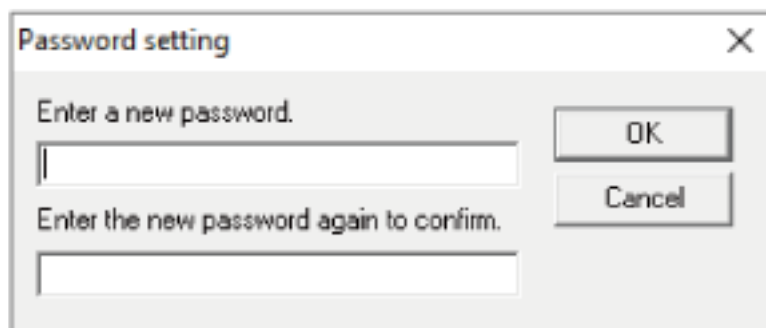 Password setting
Enter a new password.
OK
Cancel
Enter the new password again to confirm.